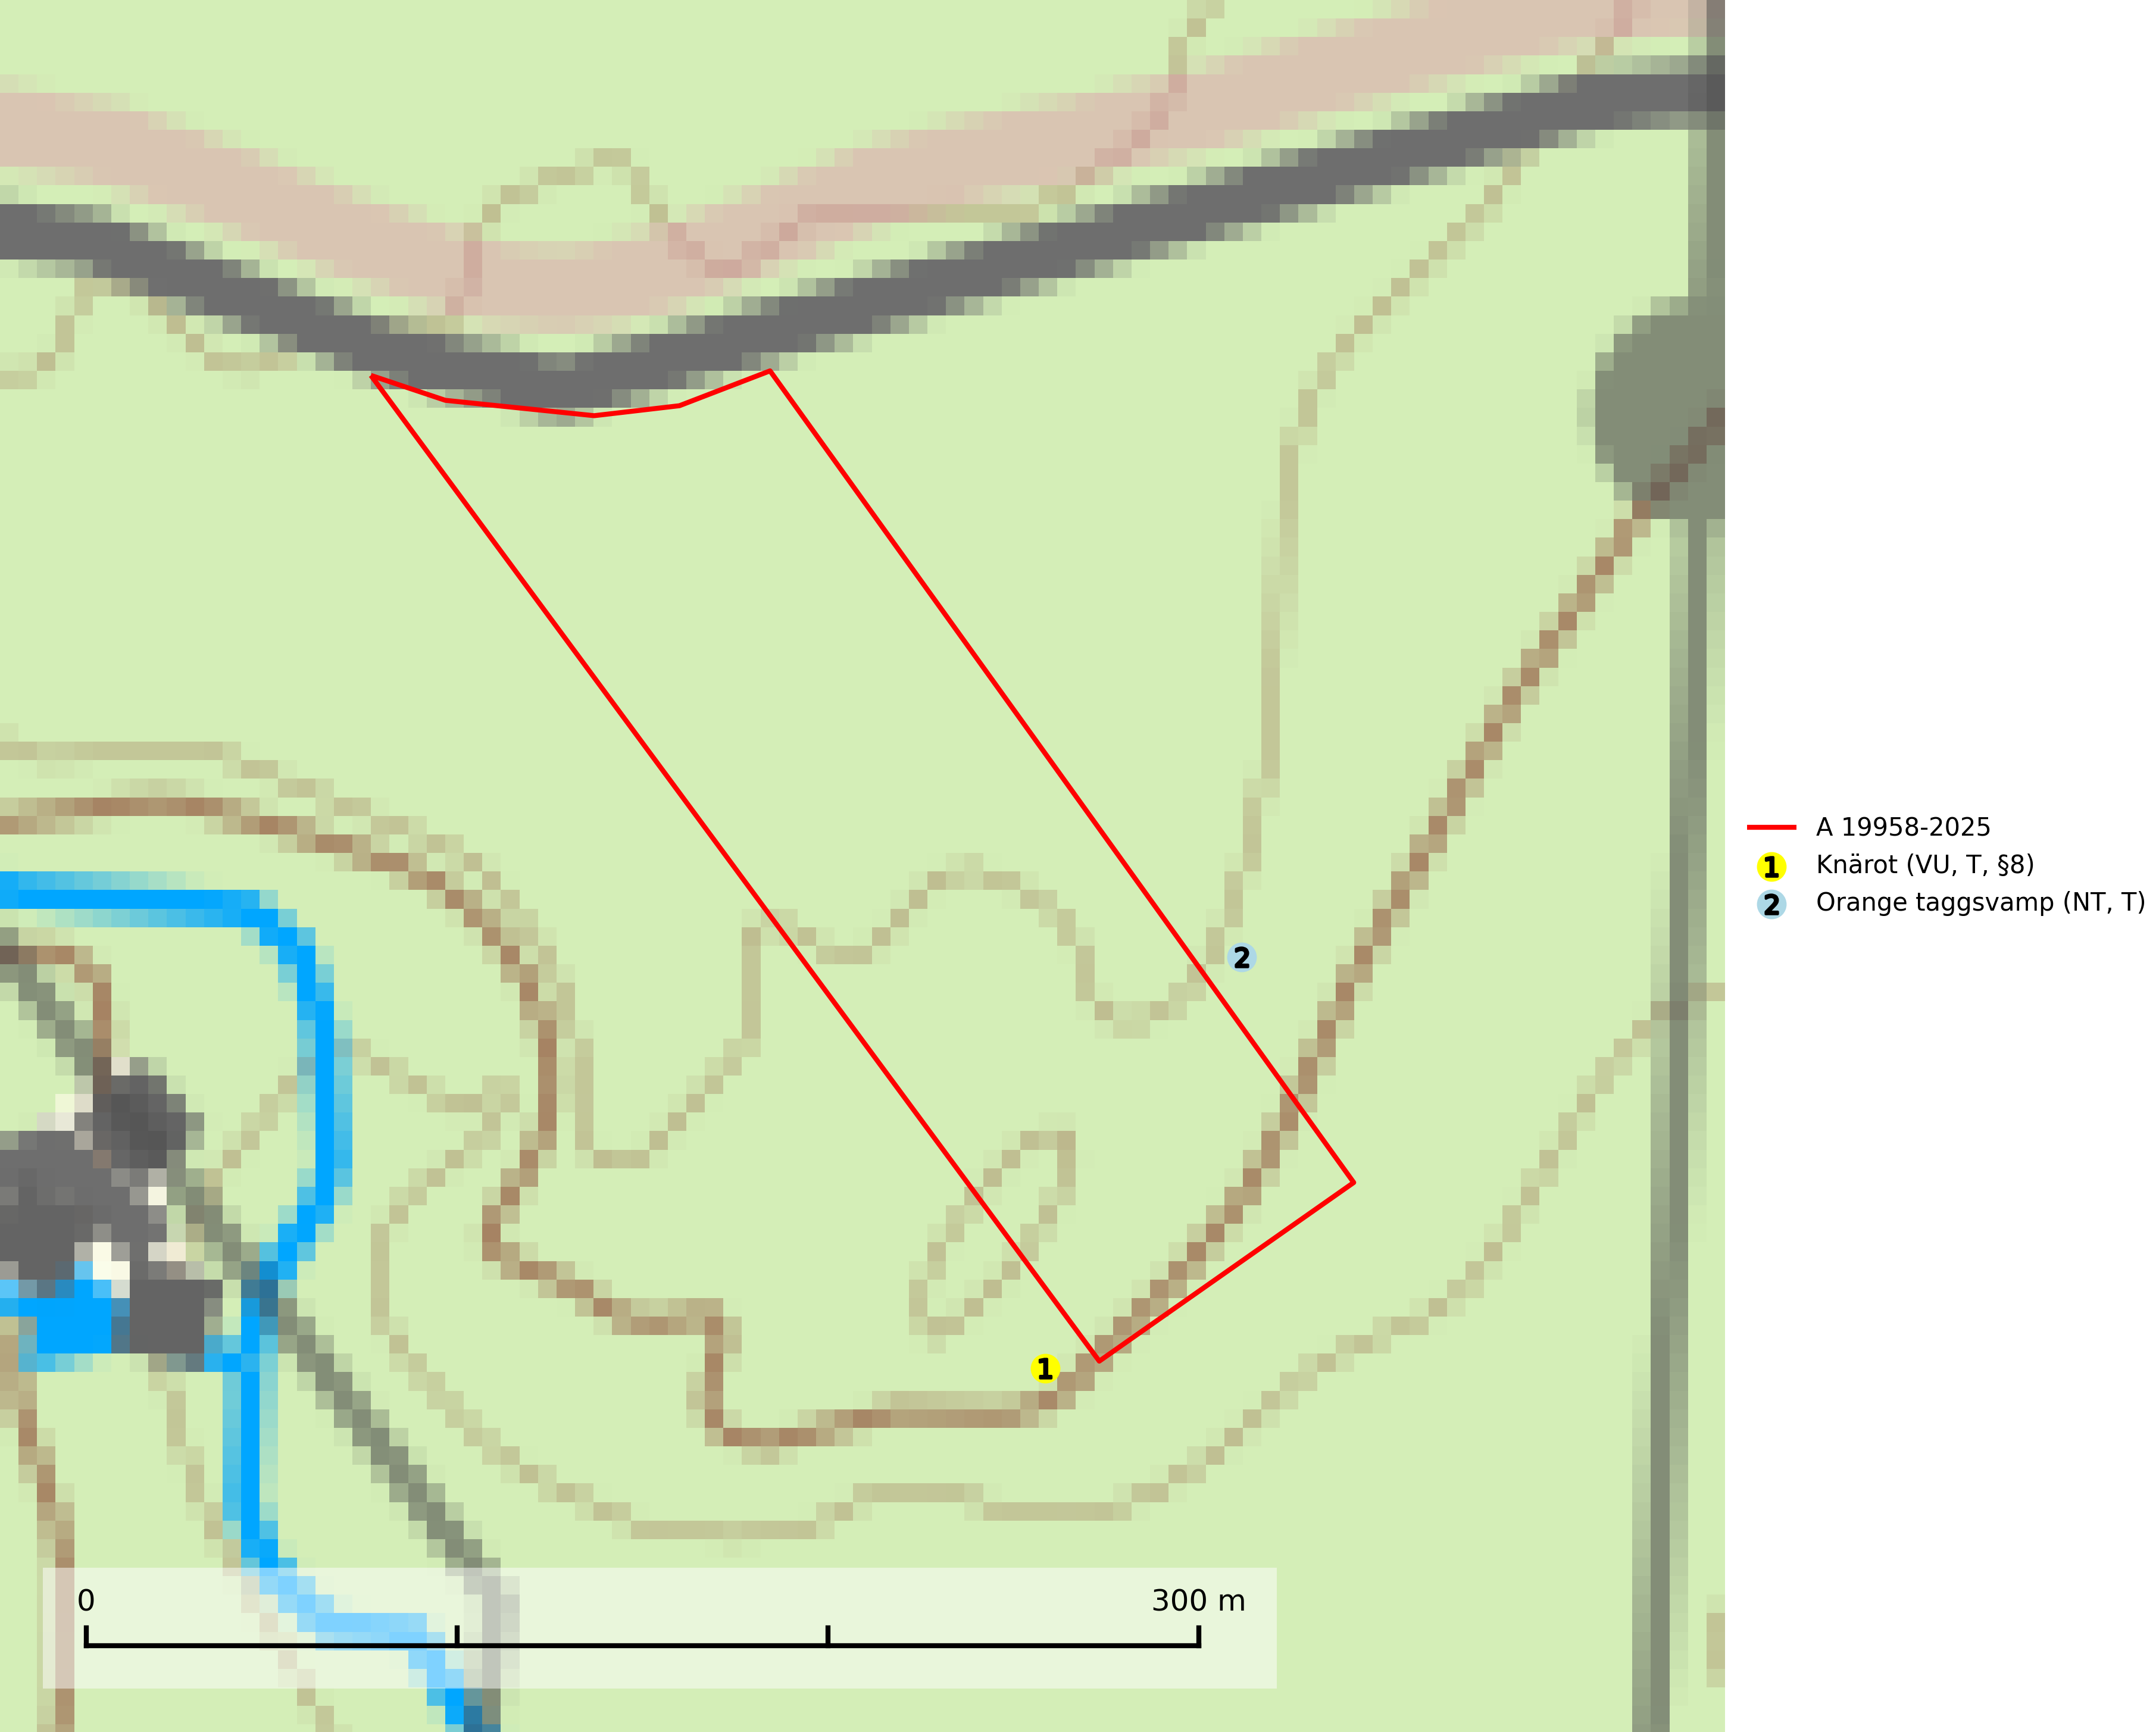 2
A 19958-2025
1 Knärot (VU, T, §8)
2 Orange taggsvamp (NT, T)
1
0 300 m